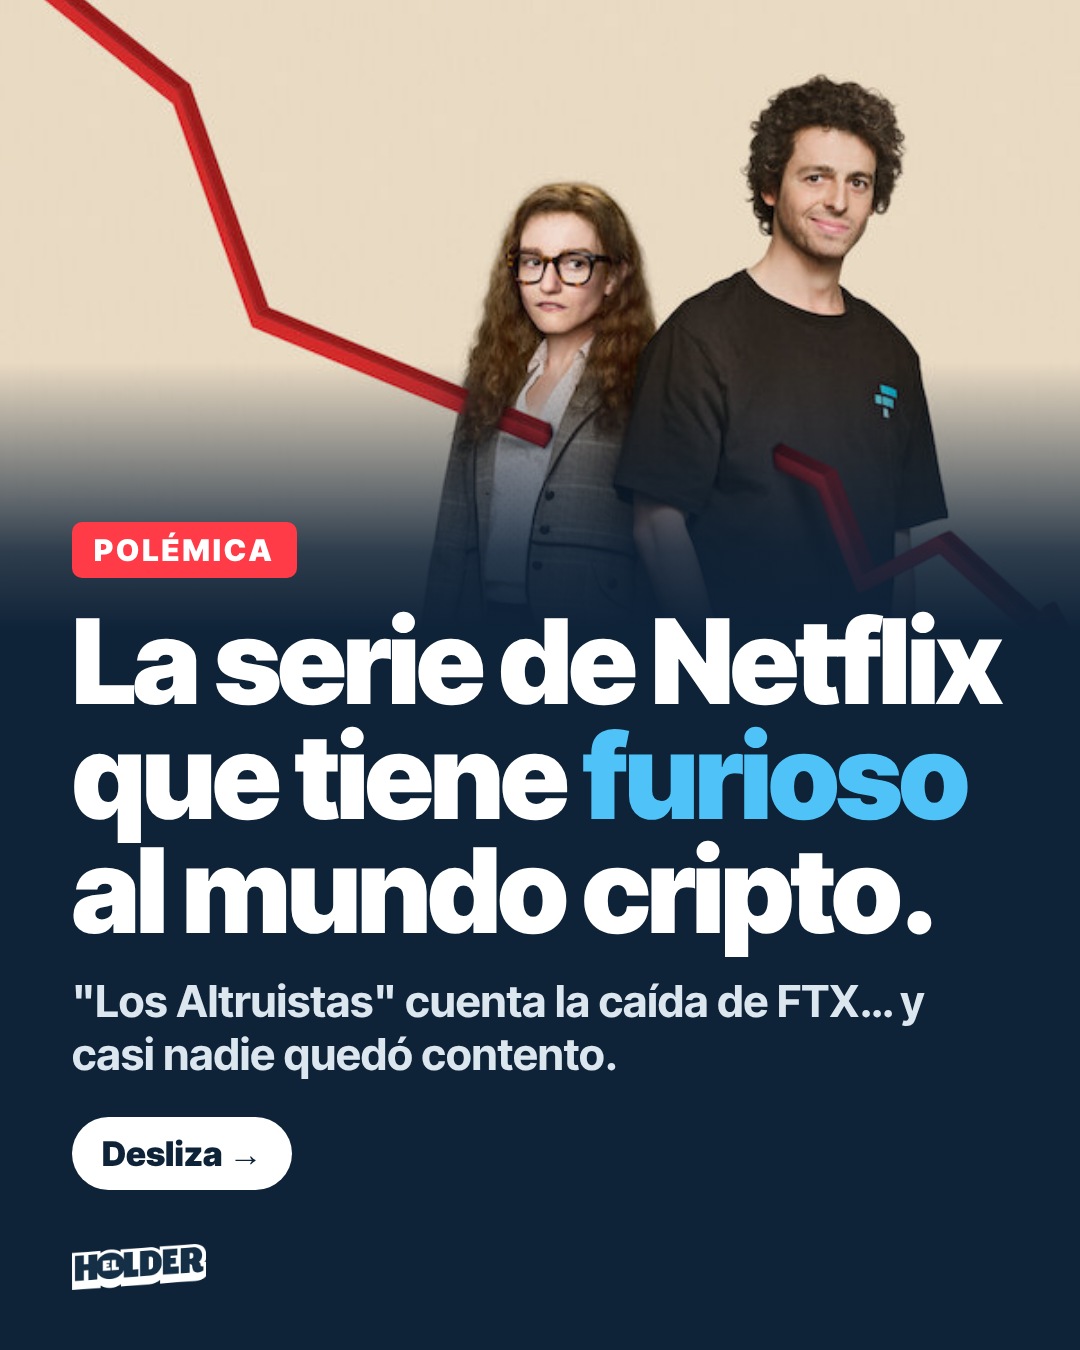 POLÉMICA
La serie de Netflix
que tiene furioso
al mundo cripto.
"Los Altruistas" cuenta la caída de FTX... y
casi nadie quedó contento.
Desliza →
EL HOLDER